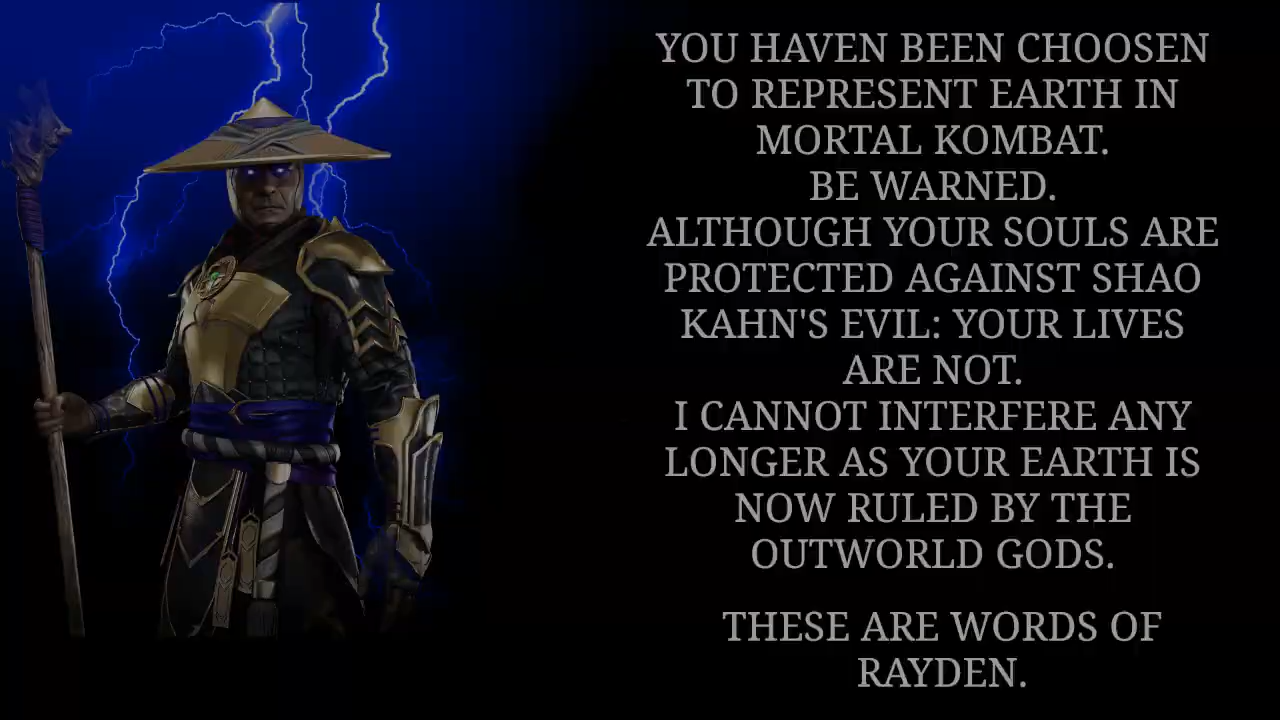 YOU HAVEN BEEN CHOOSEN
TO REPRESENT EARTH IN
MORTAL KOMBAT.
BE WARNED.
ALTHOUGH YOUR SOULS ARE
PROTECTED AGAINST SHAO
KAHN'S EVIL: YOUR LIVES
ARE NOT.
I CANNOT INTERFERE ANY
LONGER AS YOUR EARTH IS
NOW RULED BY THE
OUTWORLD GODS.
THESE ARE WORDS OF
RAYDEN.